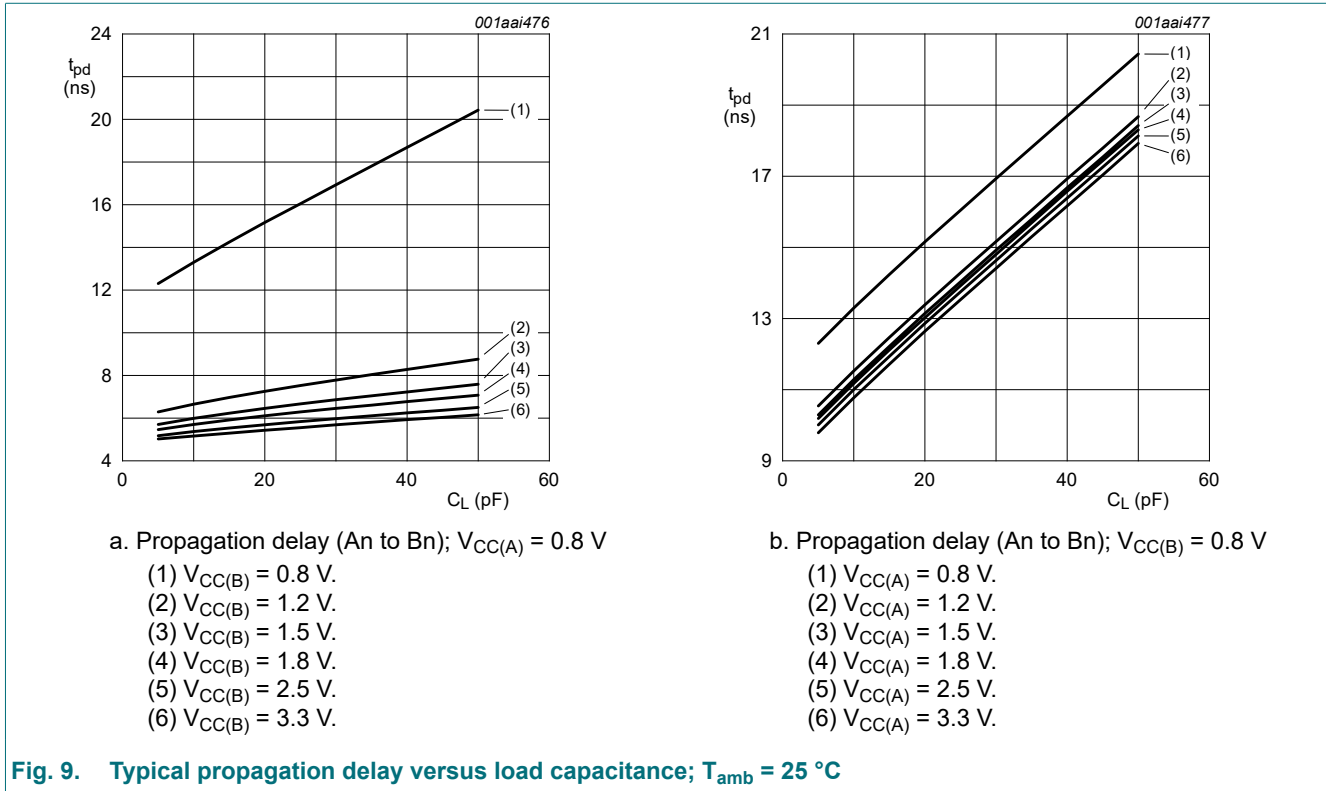 001aai476
24
t_pd
(ns)
20
16
12
8
4
0
20
40
60
C_L (pF)
(1)
(2)
(3)
(4)
(5)
(6)
a. Propagation delay (An to Bn); V_CC(A) = 0.8 V
(1) V_CC(B) = 0.8 V.
(2) V_CC(B) = 1.2 V.
(3) V_CC(B) = 1.5 V.
(4) V_CC(B) = 1.8 V.
(5) V_CC(B) = 2.5 V.
(6) V_CC(B) = 3.3 V.
001aai477
21
t_pd
(ns)
17
13
9
0
20
40
60
C_L (pF)
(1)
(2)
(3)
(4)
(5)
(6)
b. Propagation delay (An to Bn); V_CC(B) = 0.8 V
(1) V_CC(A) = 0.8 V.
(2) V_CC(A) = 1.2 V.
(3) V_CC(A) = 1.5 V.
(4) V_CC(A) = 1.8 V.
(5) V_CC(A) = 2.5 V.
(6) V_CC(A) = 3.3 V.
Fig. 9. Typical propagation delay versus load capacitance; T_amb = 25 °C